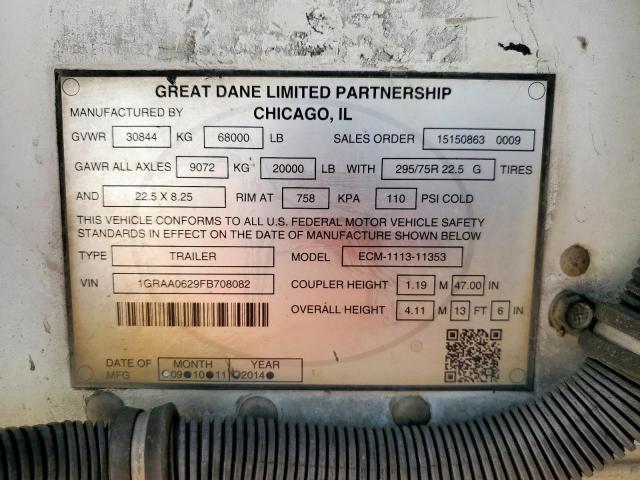 GREAT DANE LIMITED PARTNERSHIP
MANUFACTURED BY CHICAGO, IL
GVWR 30844 KG 68000 LB SALES ORDER 15150863 0009
GAWR ALL AXLES 9072 KG 20000 LB WITH 295/75R 22.5 G TIRES
AND 22.5 X 8.25 RIM AT 758 KPA 110 PSI COLD
THIS VEHICLE CONFORMS TO ALL U.S. FEDERAL MOTOR VEHICLE SAFETY
STANDARDS IN EFFECT ON THE DATE OF MANUFACTURE SHOWN BELOW
TYPE TRAILER MODEL ECM-1113-11353
VIN 1GRAA0629FB708082 COUPLER HEIGHT 1.19 M 47.00 IN
OVERALL HEIGHT 4.11 M 13 FT 6 IN
DATE OF MFG MONTH YEAR
09 10 11 2014